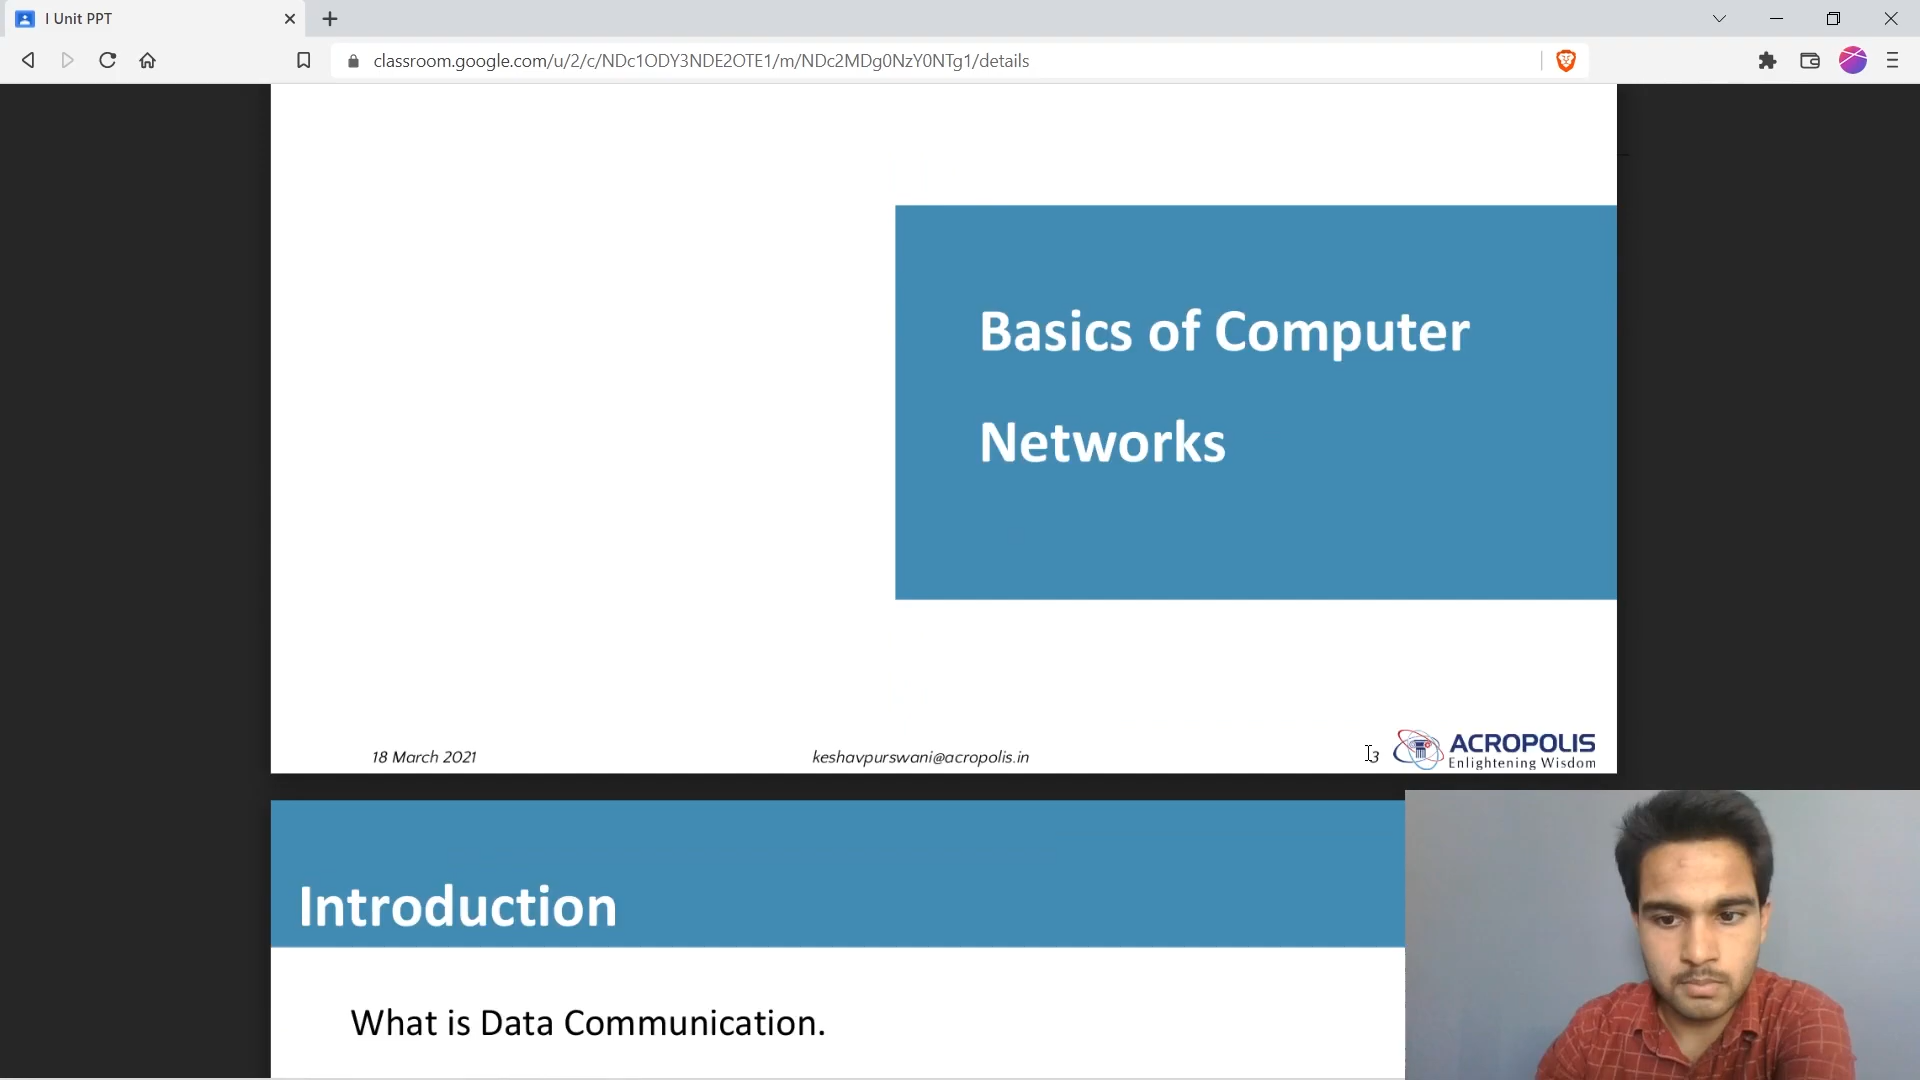 I Unit PPT
classroom.google.com/u/2/c/NDc1ODY3NDE2OTE1/m/NDc2MDg0NzY0NTg1/details
Basics of Computer
Networks
18 March 2021
keshavpurswani@acropolis.in
3
ACROPOLIS
Enlightening Wisdom
Introduction
What is Data Communication.